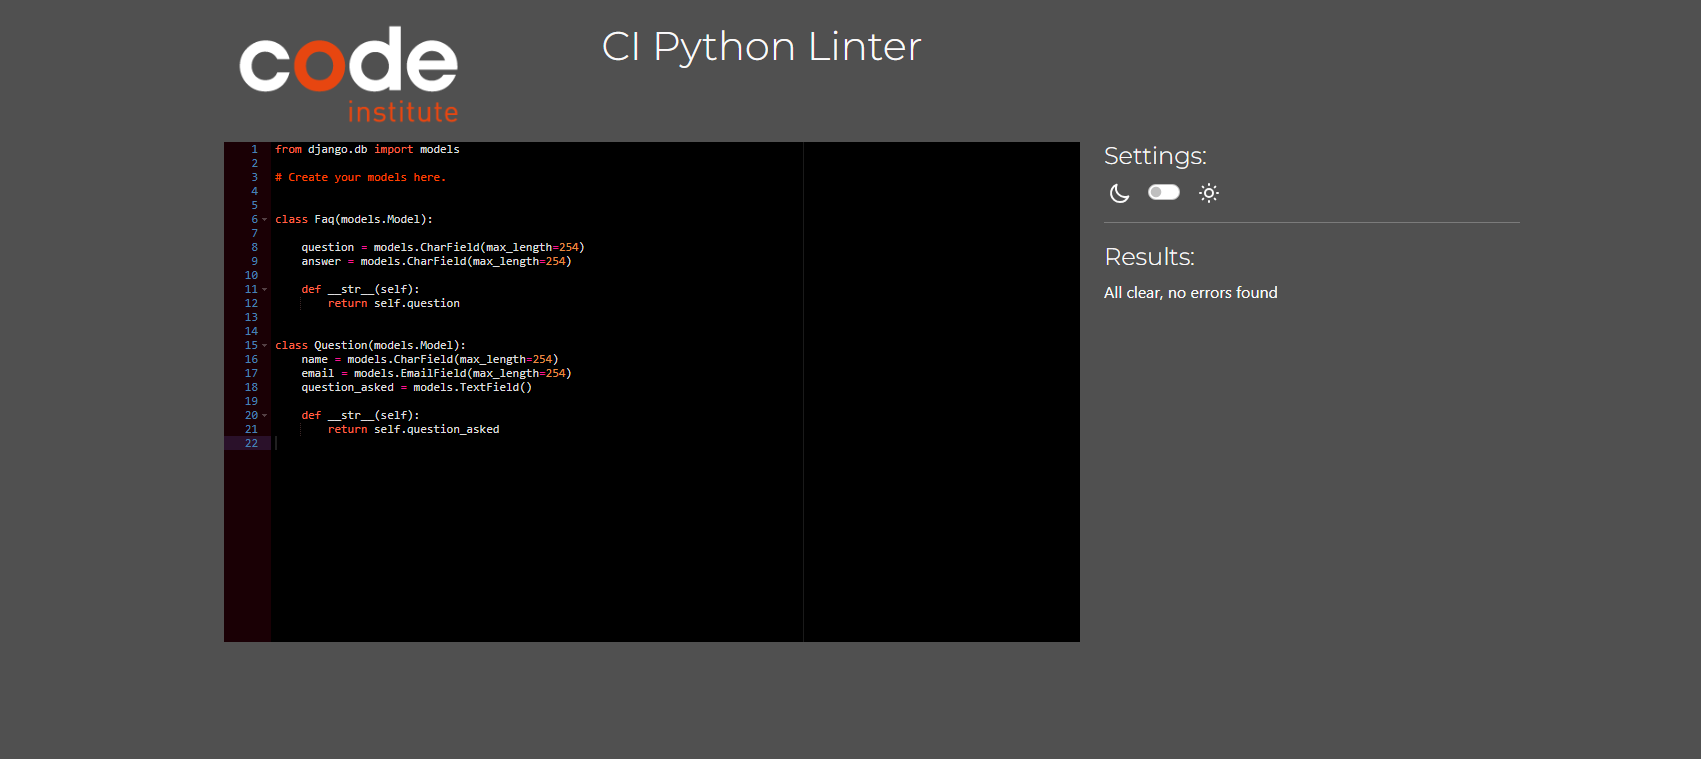 code
institute
CI Python Linter
1 from django.db import models
2
3 # Create your models here.
4
5
6 class Faq(models.Model):
7
8     question = models.CharField(max_length=254)
9     answer = models.CharField(max_length=254)
10
11     def __str__(self):
12         return self.question
13
14
15 class Question(models.Model):
16     name = models.CharField(max_length=254)
17     email = models.EmailField(max_length=254)
18     question_asked = models.TextField()
19
20     def __str__(self):
21         return self.question_asked
22
Settings:
Results:
All clear, no errors found